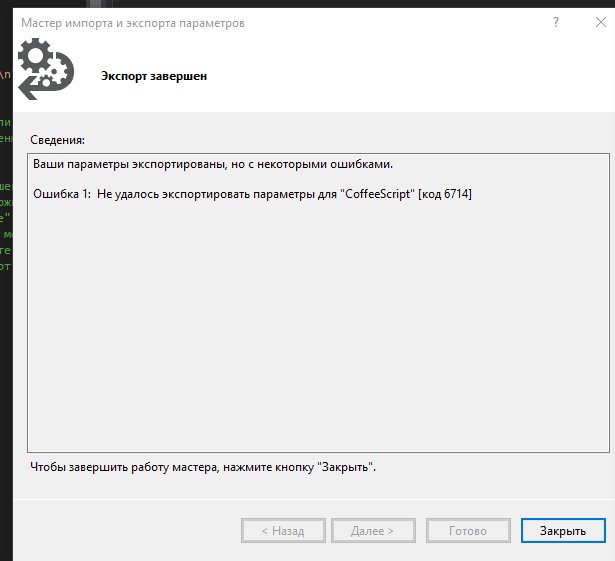 Мастер импорта и экспорта параметров
?
Экспорт завершен
Сведения:
Ваши параметры экспортированы, но с некоторыми ошибками.
Ошибка 1:  Не удалось экспортировать параметры для "CoffeeScript" [код 6714]
Чтобы завершить работу мастера, нажмите кнопку "Закрыть".
< Назад
Далее >
Готово
Закрыть